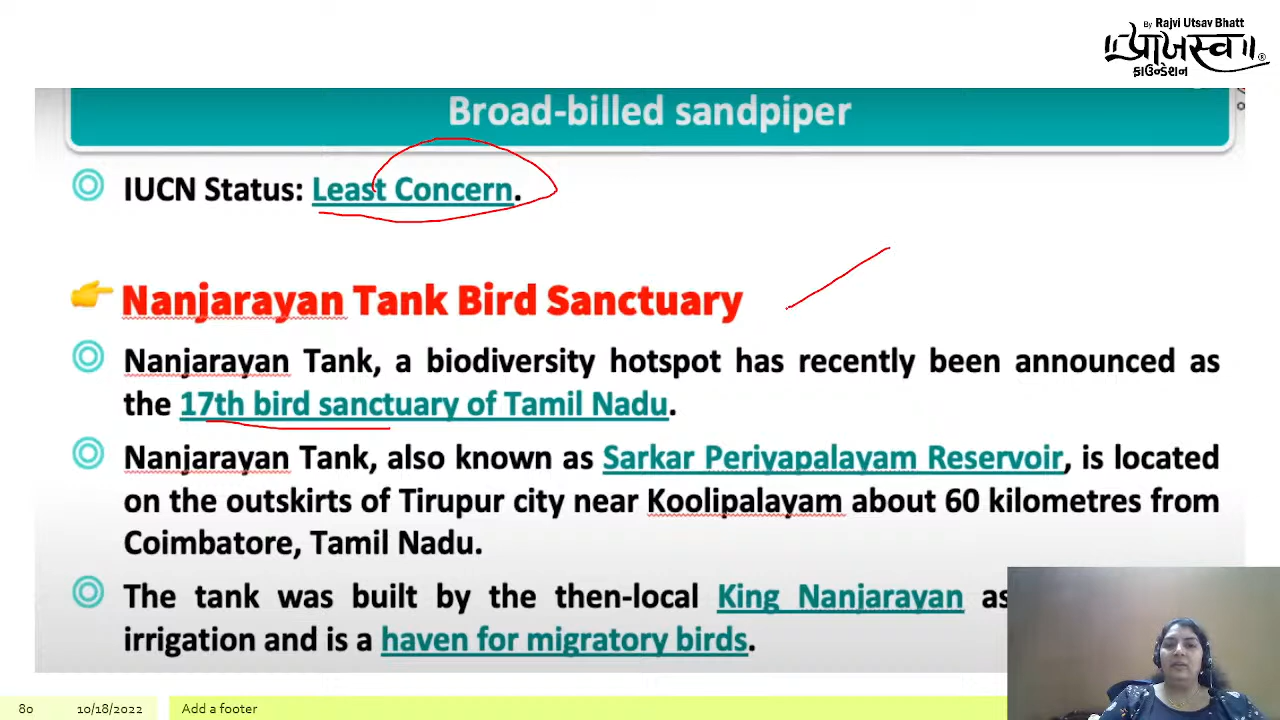 By Rajvi Utsav Bhatt
॥પ્રાજસ્વ॥®
ફાઉન્ડેશન
Broad-billed sandpiper
IUCN Status: Least Concern.
👉 Nanjarayan Tank Bird Sanctuary
Nanjarayan Tank, a biodiversity hotspot has recently been announced as
the 17th bird sanctuary of Tamil Nadu.
Nanjarayan Tank, also known as Sarkar Periyapalayam Reservoir, is located
on the outskirts of Tirupur city near Koolipalayam about 60 kilometres from
Coimbatore, Tamil Nadu.
The tank was built by the then-local King Nanjarayan as
irrigation and is a haven for migratory birds.
80 10/18/2022 Add a footer